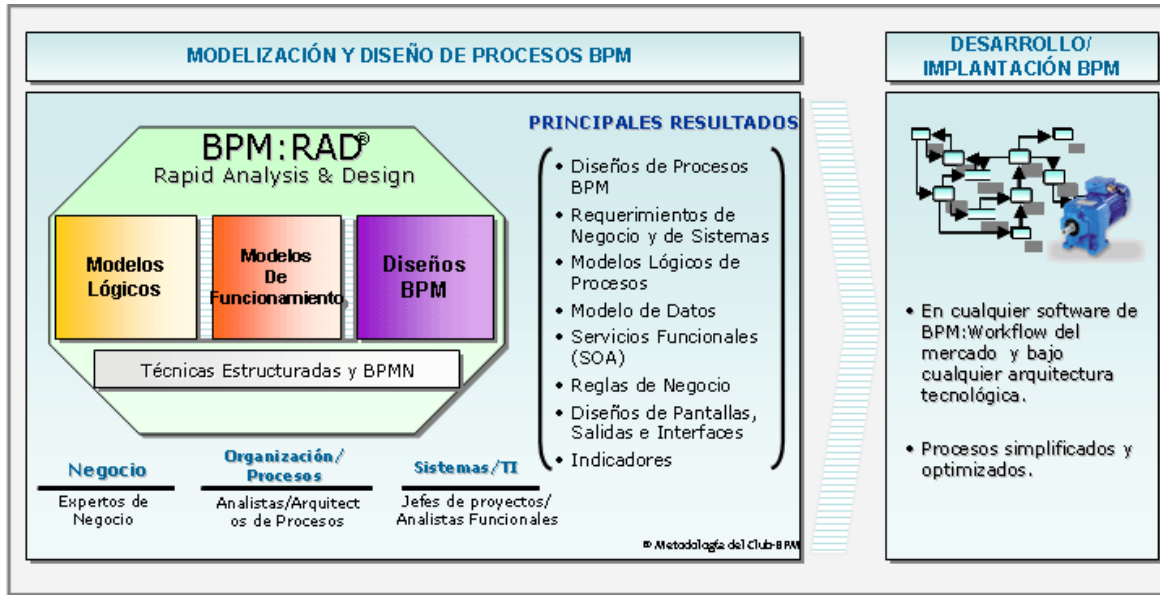 MODELIZACIÓN Y DISEÑO DE PROCESOS BPM
BPM:RAD®
Rapid Analysis & Design
Modelos
Lógicos
Modelos
De
Funcionamiento
Diseños
BPM
Técnicas Estructuradas y BPMN
Negocio
Expertos de
Negocio
Organización/
Procesos
Analistas/Arquitect
os de Procesos
Sistemas/TI
Jefes de proyectos/
Analistas Funcionales
PRINCIPALES RESULTADOS
• Diseños de Procesos
BPM
• Requerimientos de
Negocio y de Sistemas
• Modelos Lógicos de
Procesos
• Modelo de Datos
• Servicios Funcionales
(SOA)
• Reglas de Negocio
• Diseños de Pantallas,
Salidas e Interfaces
• Indicadores
® Metodología del Club-BPM
DESARROLLO/
IMPLANTACIÓN BPM
• En cualquier software de
BPM:Workflow del
mercado y bajo
cualquier arquitectura
tecnológica.
• Procesos simplificados y
optimizados.